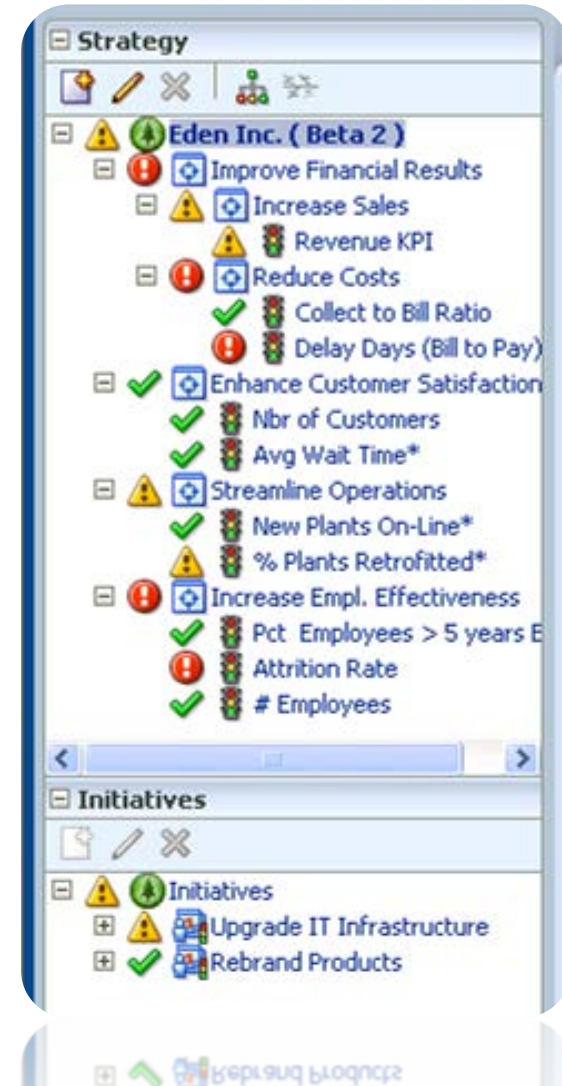 Strategy
Eden Inc. ( Beta 2 )
Improve Financial Results
Increase Sales
Revenue KPI
Reduce Costs
Collect to Bill Ratio
Delay Days (Bill to Pay)
Enhance Customer Satisfaction
Nbr of Customers
Avg Wait Time*
Streamline Operations
New Plants On-Line*
% Plants Retrofitted*
Increase Empl. Effectiveness
Pct Employees > 5 years E
Attrition Rate
# Employees
Initiatives
Initiatives
Upgrade IT Infrastructure
Rebrand Products